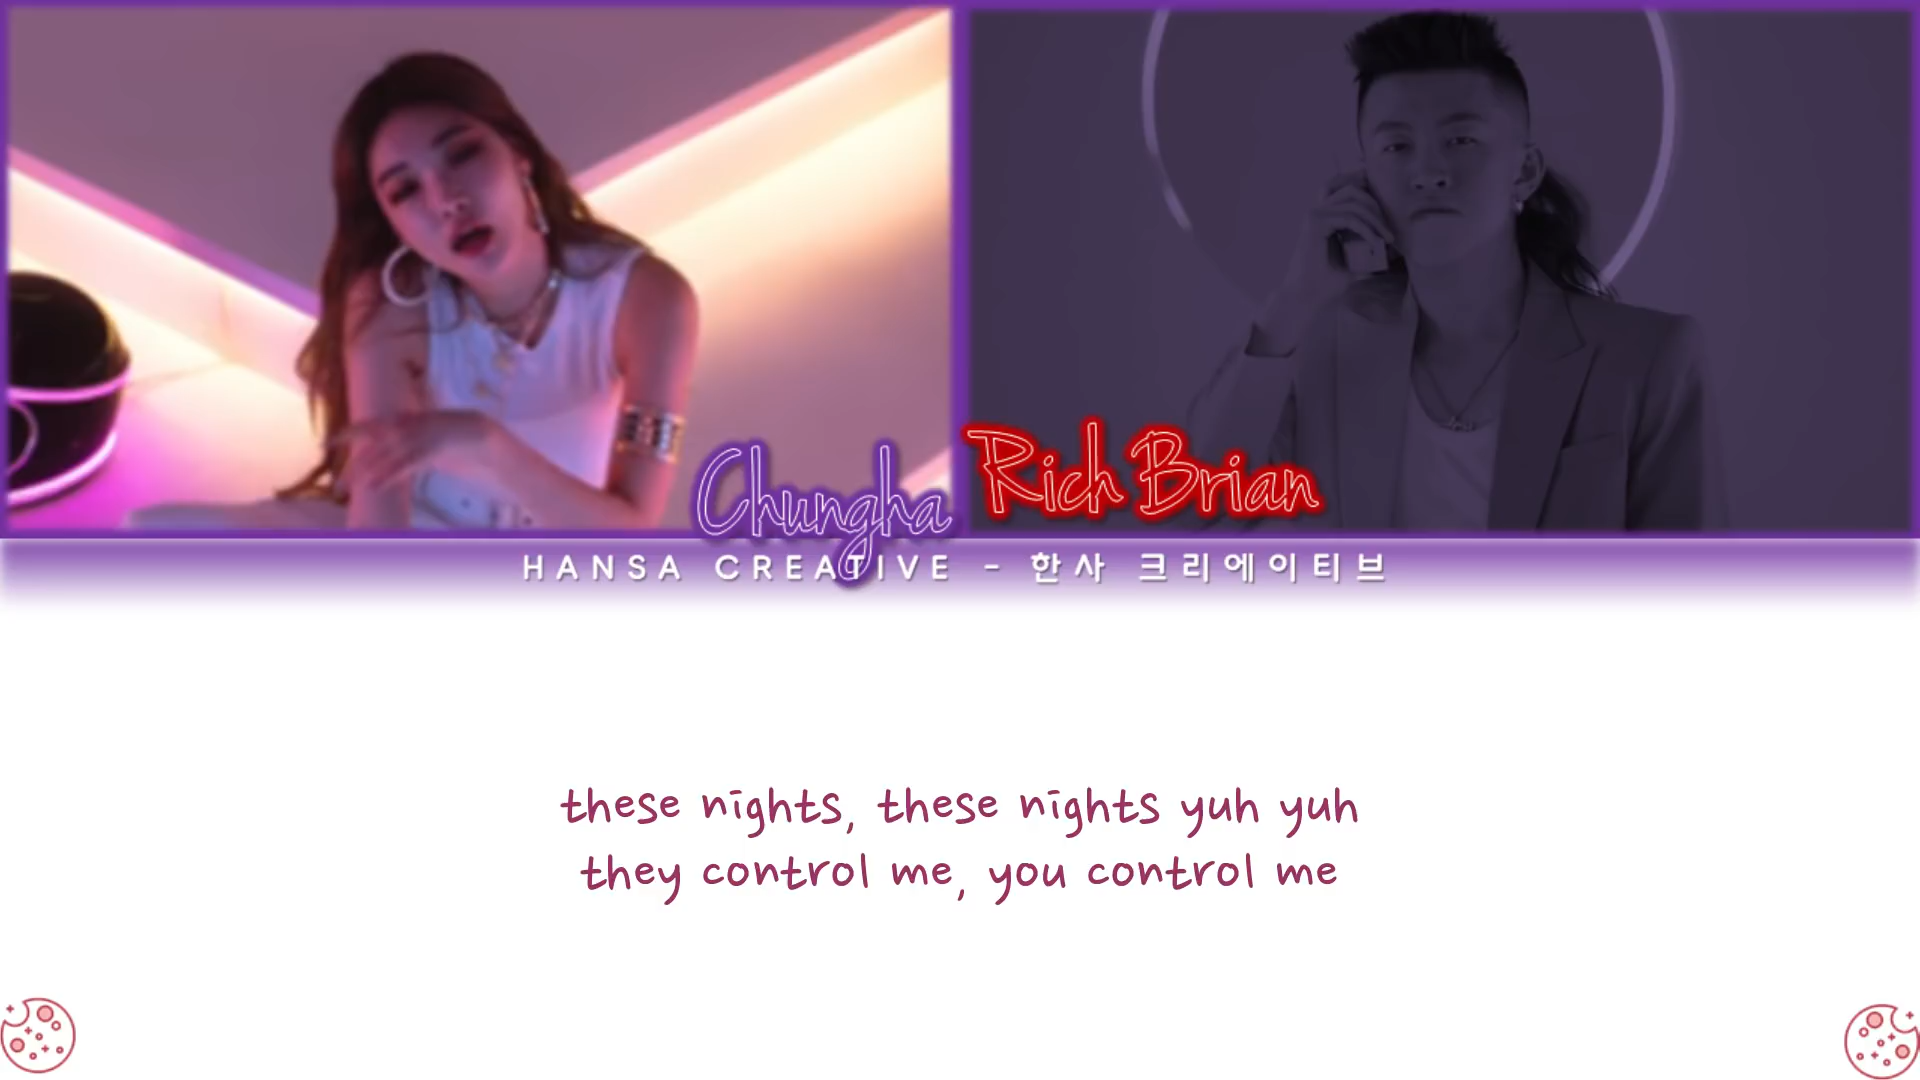 Chungha
Rich Brian
HANSA CREATIVE - 한사 크리에이티브
these nights, these nights yuh yuh
they control me, you control me